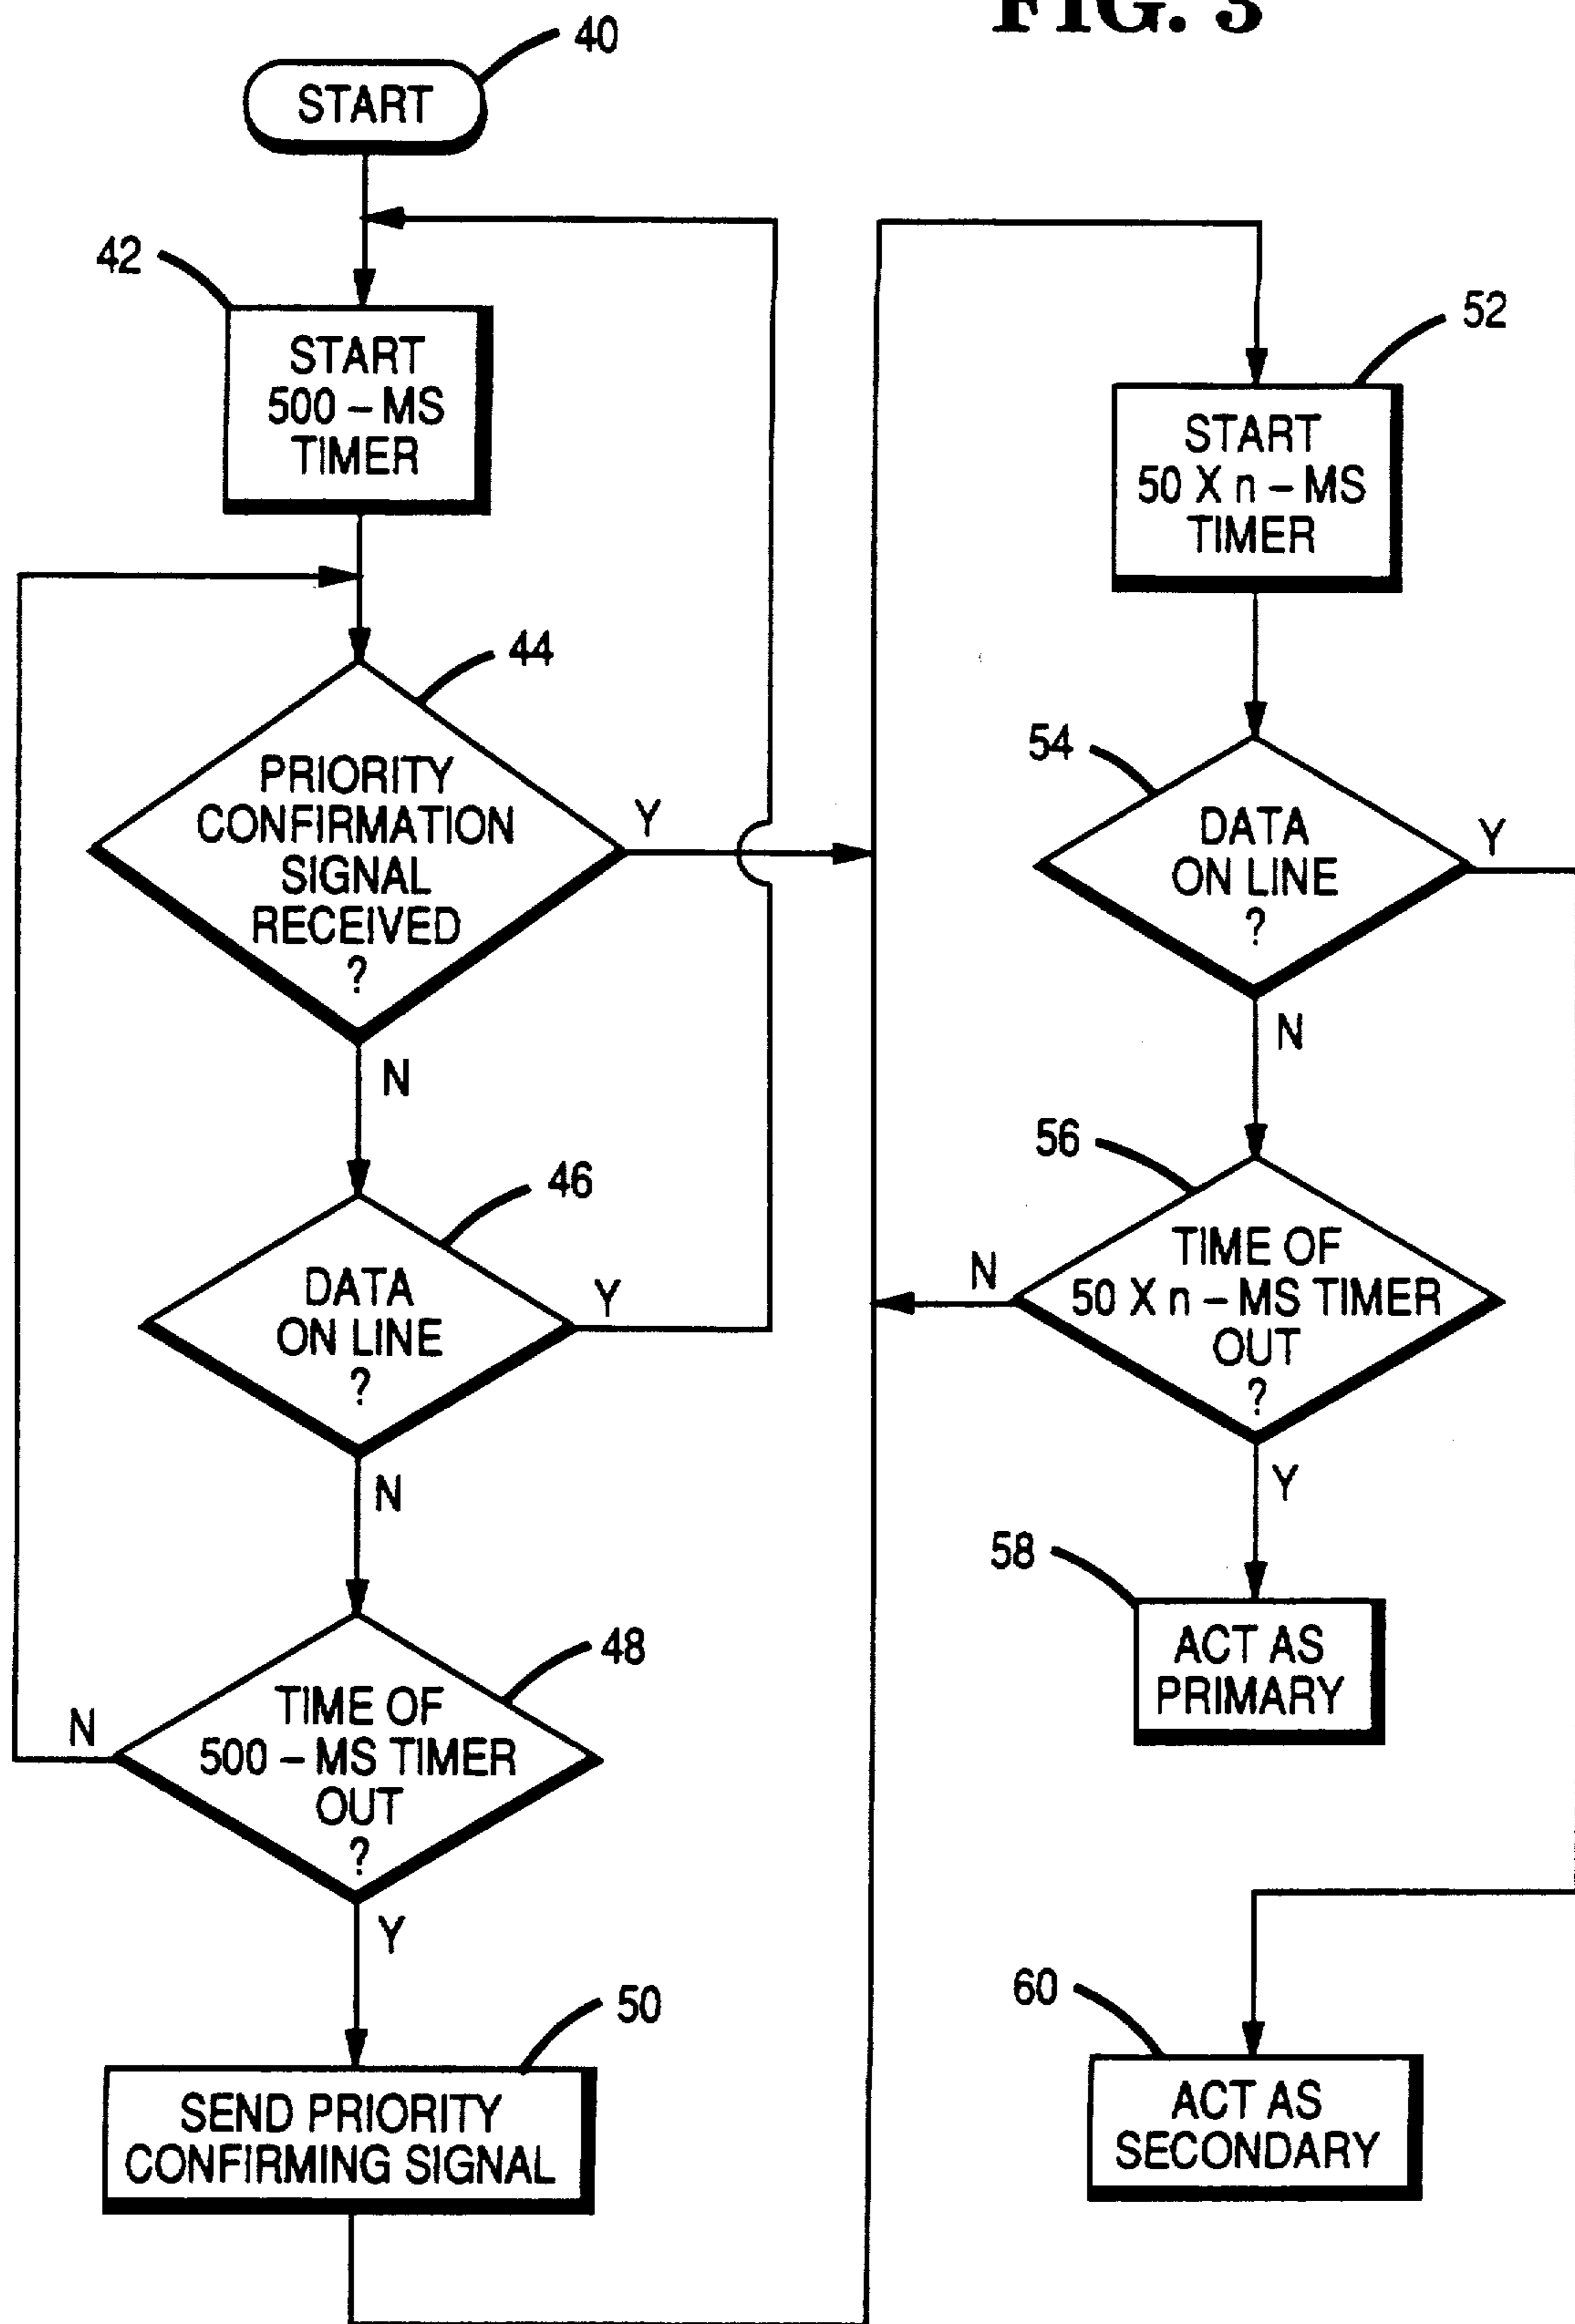 FIG. 3
40
START
42
START
500 – MS
TIMER
44
PRIORITY
CONFIRMATION
SIGNAL
RECEIVED
?
Y
N
46
DATA
ON LINE
?
Y
N
48
TIME OF
500 – MS TIMER
OUT
?
N
Y
50
SEND PRIORITY
CONFIRMING SIGNAL
52
START
50 X n – MS
TIMER
54
DATA
ON LINE
?
Y
N
56
TIME OF
50 X n – MS TIMER
OUT
?
N
Y
58
ACT AS
PRIMARY
60
ACT AS
SECONDARY